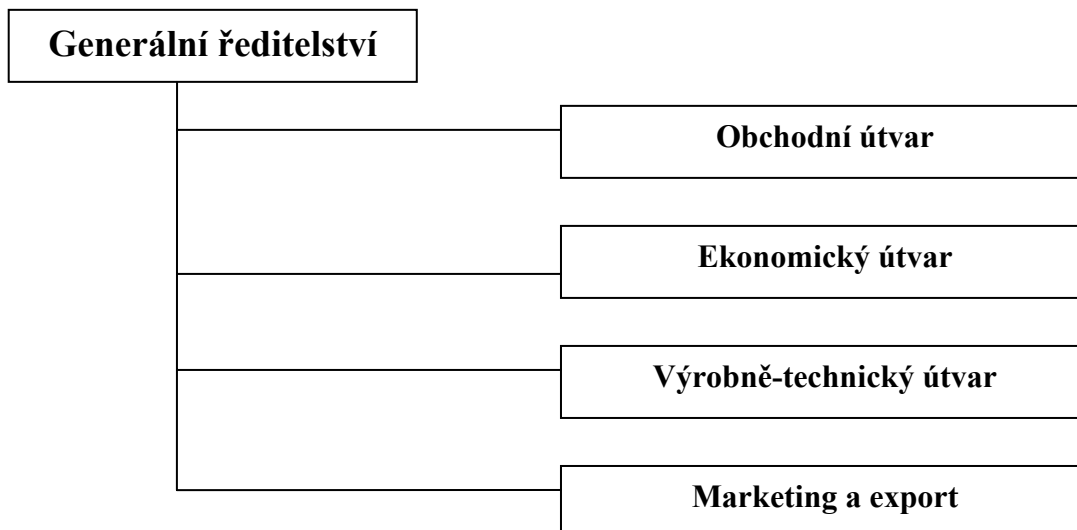 Generální ředitelství
Obchodní útvar
Ekonomický útvar
Výrobně-technický útvar
Marketing a export